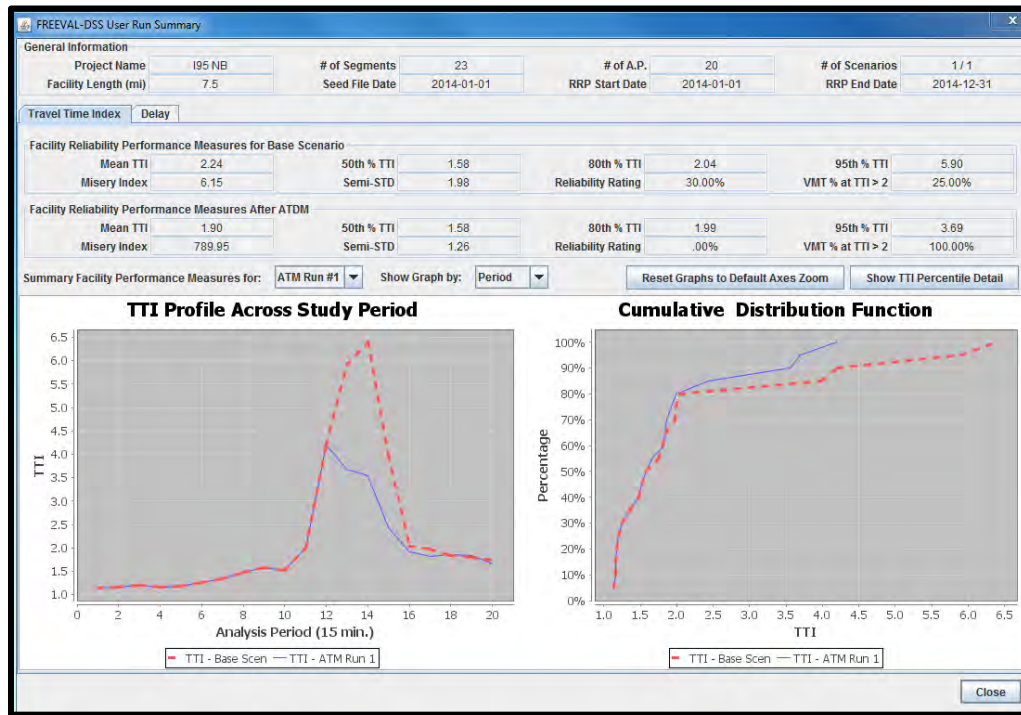 FREEVAL-DSS User Run Summary
x
General Information
Project Name I95 NB # of Segments 23 # of A.P. 20 # of Scenarios 1 / 1
Facility Length (mi) 7.5 Seed File Date 2014-01-01 RRP Start Date 2014-01-01 RRP End Date 2014-12-31
Travel Time Index Delay
Facility Reliability Performance Measures for Base Scenario
Mean TTI 2.24 50th % TTI 1.58 80th % TTI 2.04 95th % TTI 5.90
Misery Index 6.15 Semi-STD 1.98 Reliability Rating 30.00% VMT % at TTI > 2 25.00%
Facility Reliability Performance Measures After ATDM
Mean TTI 1.90 50th % TTI 1.58 80th % TTI 1.99 95th % TTI 3.69
Misery Index 789.95 Semi-STD 1.26 Reliability Rating .00% VMT % at TTI > 2 100.00%
Summary Facility Performance Measures for: ATM Run #1 Show Graph by: Period Reset Graphs to Default Axes Zoom Show TTI Percentile Detail
TTI Profile Across Study Period
6.5
6.0
5.5
5.0
4.5
4.0
3.5
3.0
2.5
2.0
1.5
1.0
TTI
0 2 4 6 8 10 12 14 16 18 20
Analysis Period (15 min.)
TTI - Base Scen TTI - ATM Run 1
Cumulative Distribution Function
100%
90%
80%
70%
60%
50%
40%
30%
20%
10%
0%
Percentage
1.0 1.5 2.0 2.5 3.0 3.5 4.0 4.5 5.0 5.5 6.0 6.5
TTI
TTI - Base Scen TTI - ATM Run 1
Close